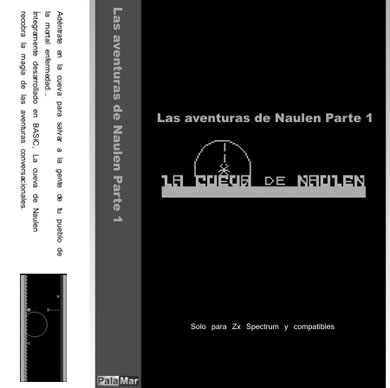 Adéntrate en la cueva para salvar a la gente de tu pueblo de
la mortal enfermedad...
Íntegramente desarrollado en BASIC, La cueva de Naulen
recobra la magia de las aventuras conversacionales.
Las aventuras de Naulen Parte 1
PalaMar
Las aventuras de Naulen Parte 1
LA CUEVA DE NAULEN
Solo para Zx Spectrum y compatibles